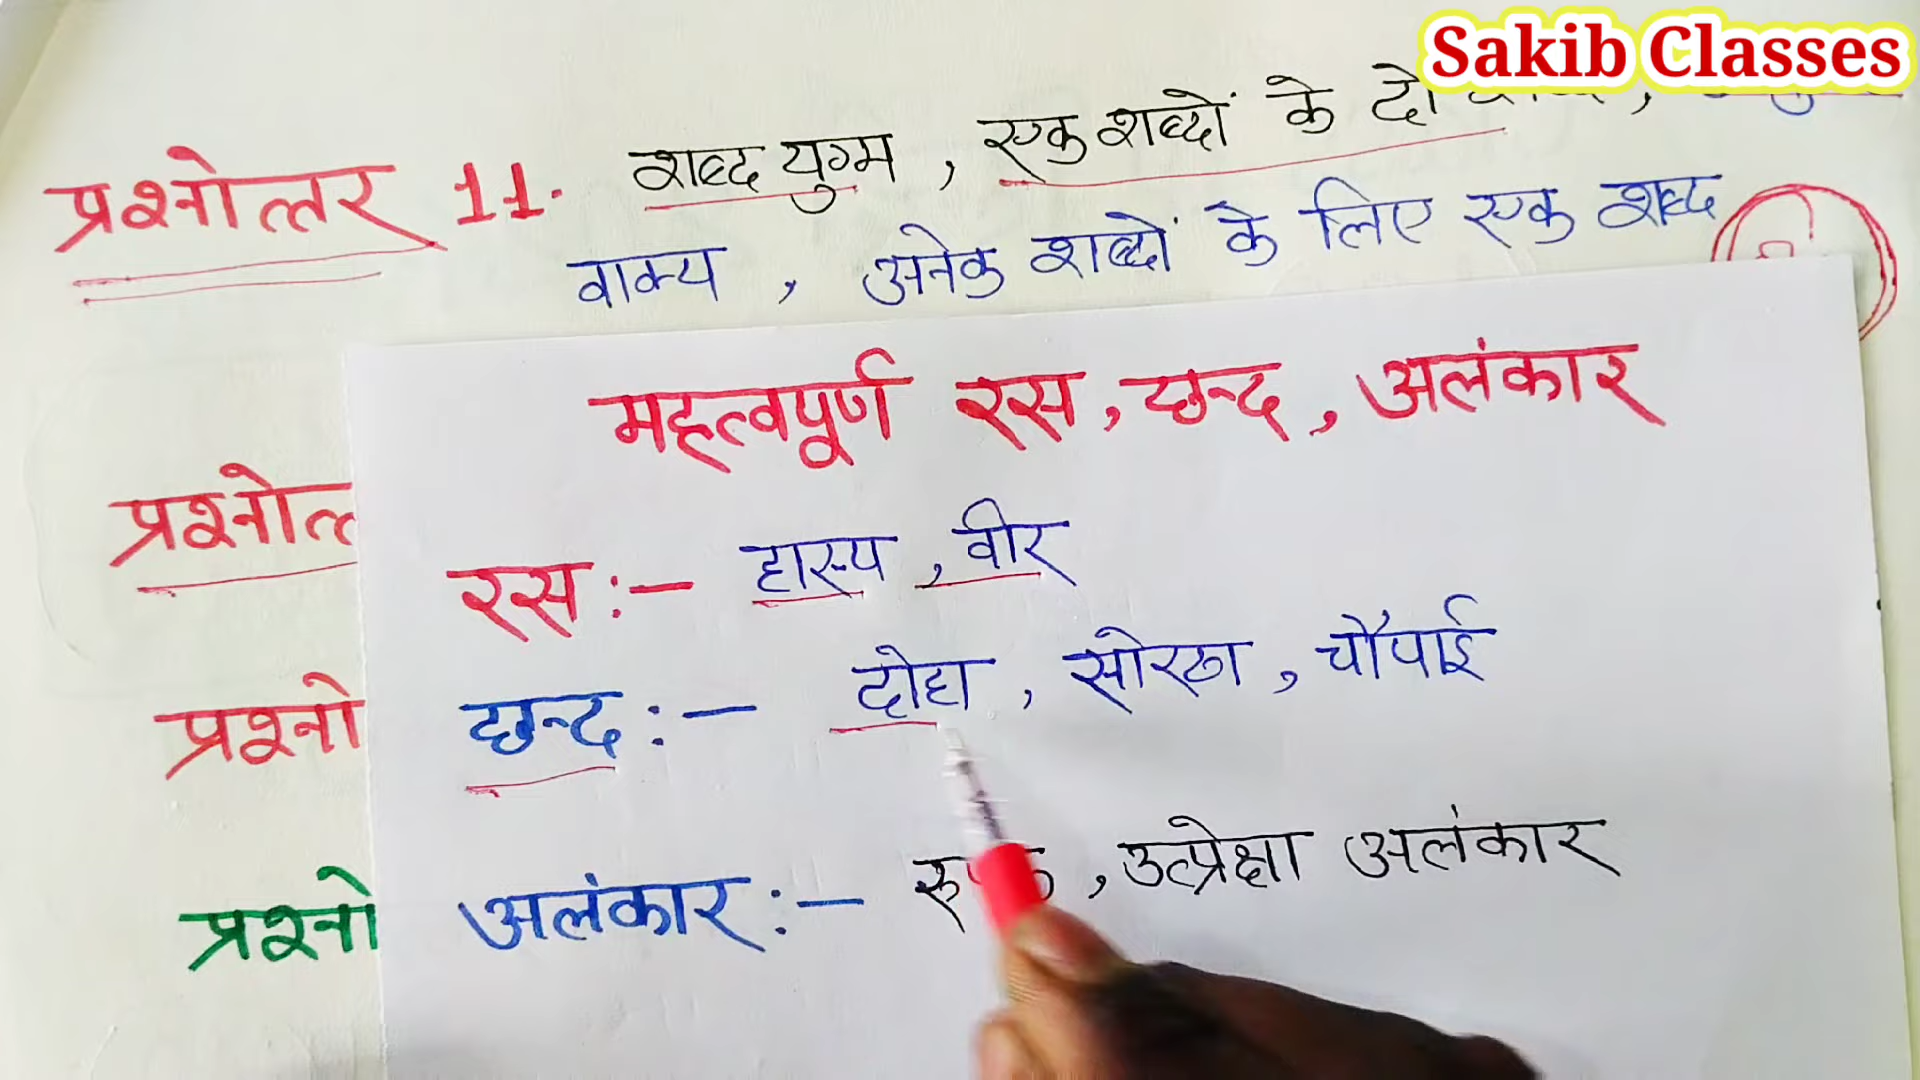 Sakib Classes
प्रश्नोत्तर 11. शब्द युग्म , एक शब्दों के दो
वाक्य , अनेक शब्दों के लिए एक शब्द
महत्वपूर्ण रस , छन्द , अलंकार
प्रश्नोत्त
रस :- हास्य , वीर
प्रश्नो
छन्द :- दोहा , सोरठा , चौपाई
प्रश्नो
अलंकार :- , उत्प्रेक्षा अलंकार